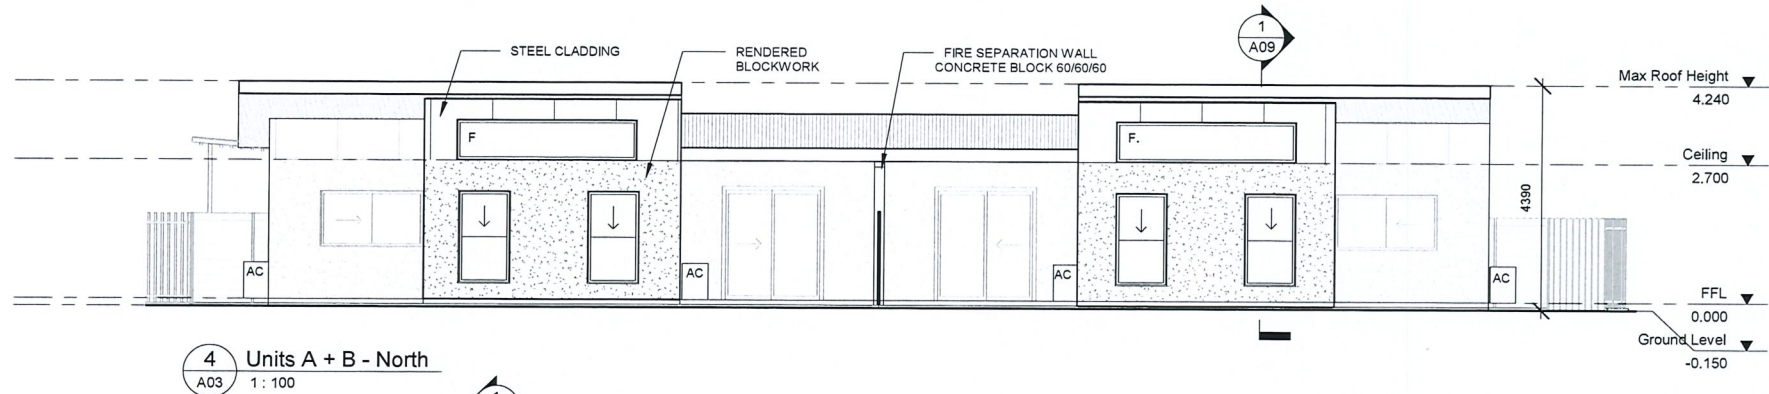 1
A09
STEEL CLADDING
RENDERED
BLOCKWORK
FIRE SEPARATION WALL
CONCRETE BLOCK 60/60/60
Max Roof Height
4.240
F
F.
Ceiling
2.700
4390
AC
AC
AC
AC
FFL
0.000
Ground Level
-0.150
4
A03
Units A + B - North
1 : 100
1